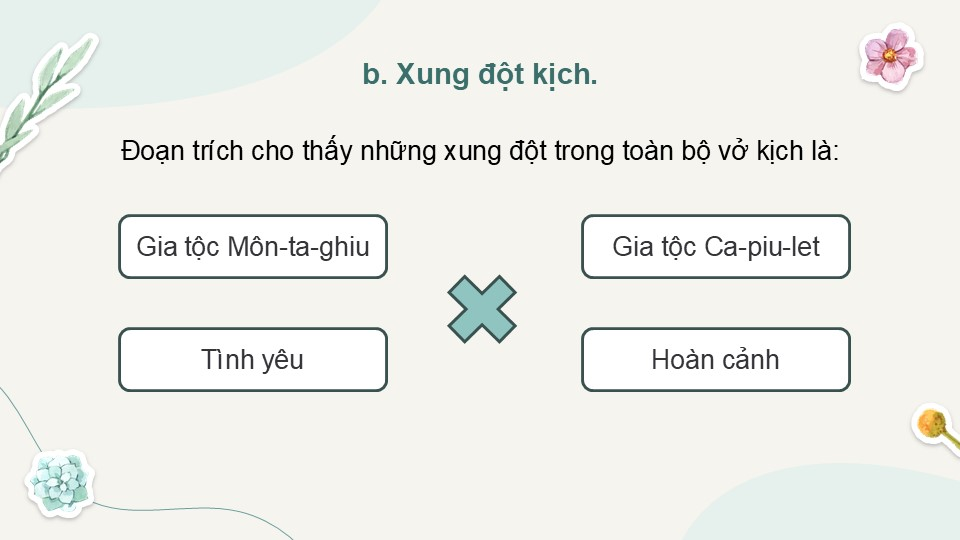 b. Xung đột kịch.
Đoạn trích cho thấy những xung đột trong toàn bộ vở kịch là:
Gia tộc Môn-ta-ghiu
Gia tộc Ca-piu-let
Tình yêu
Hoàn cảnh